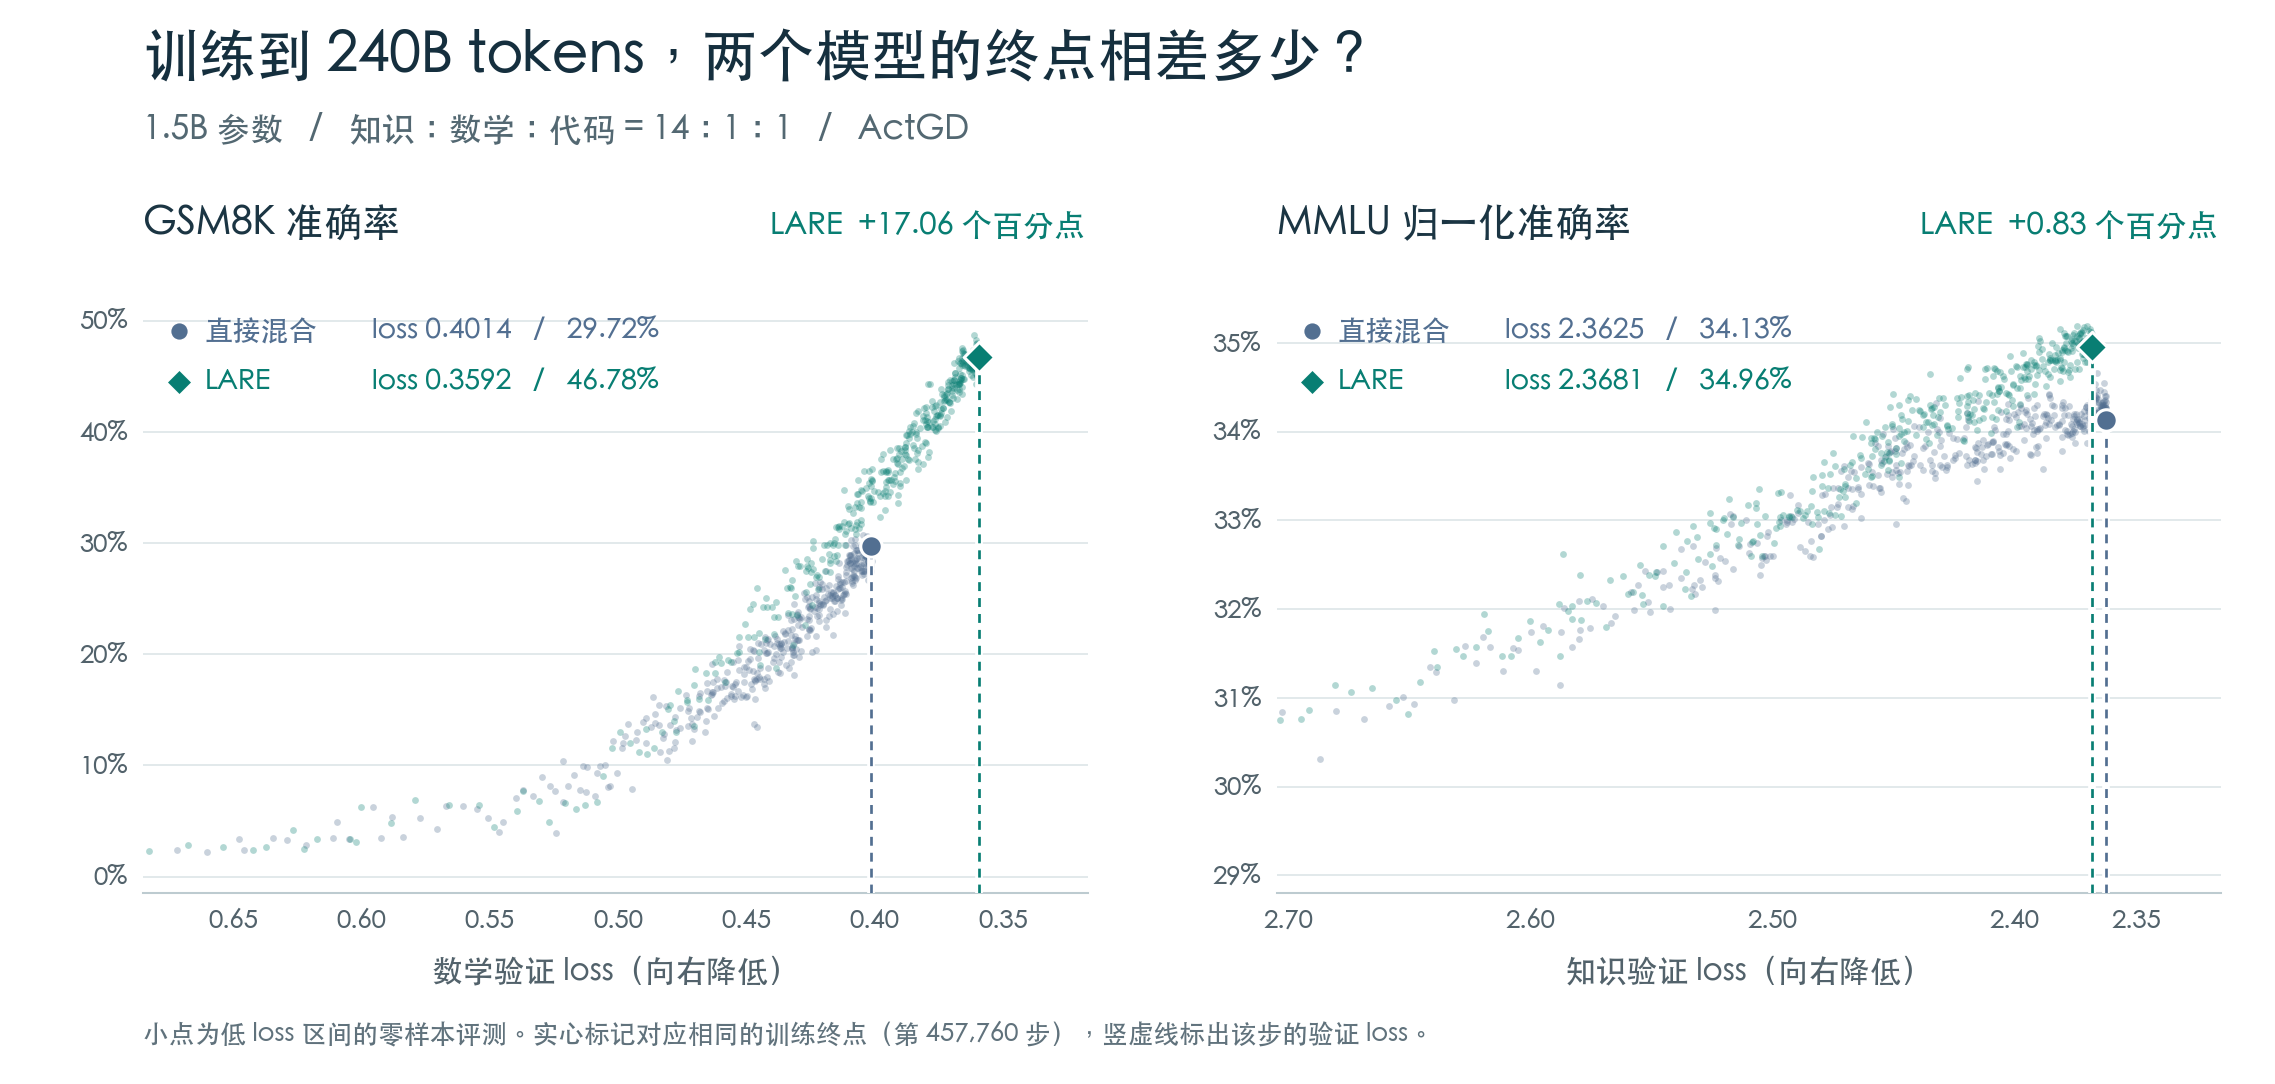 训练到 240B tokens，两个模型的终点相差多少？
1.5B 参数 / 知识：数学：代码 = 14：1：1 / ActGD
GSM8K 准确率
LARE +17.06 个百分点
直接混合 loss 0.4014 / 29.72%
LARE loss 0.3592 / 46.78%
50%
40%
30%
20%
10%
0%
0.65 0.60 0.55 0.50 0.45 0.40 0.35
数学验证 loss（向右降低）
MMLU 归一化准确率
LARE +0.83 个百分点
直接混合 loss 2.3625 / 34.13%
LARE loss 2.3681 / 34.96%
35%
34%
33%
32%
31%
30%
29%
2.70 2.60 2.50 2.40 2.35
知识验证 loss（向右降低）
小点为低 loss 区间的零样本评测。实心标记对应相同的训练终点（第 457,760 步），竖虚线标出该步的验证 loss。